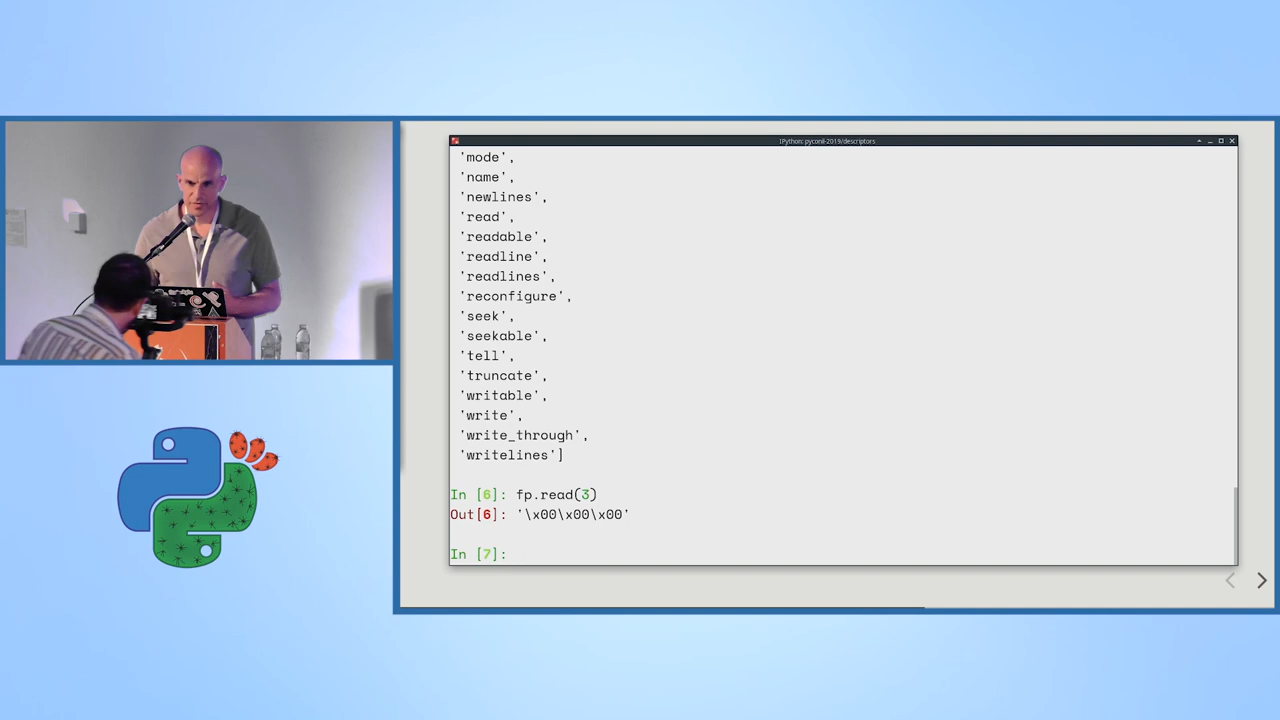 IPython: pyconil-2019/descriptors
'mode',
'name',
'newlines',
'read',
'readable',
'readline',
'readlines',
'reconfigure',
'seek',
'seekable',
'tell',
'truncate',
'writable',
'write',
'write_through',
'writelines']
In [6]: fp.read(3)
Out[6]: '\x00\x00\x00'
In [7]: